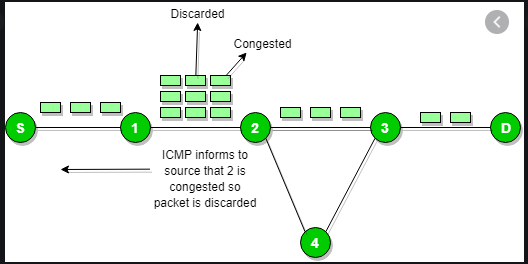 Discarded
Congested
S
1
2
3
D
ICMP informs to
source that 2 is
congested so
packet is discarded
4